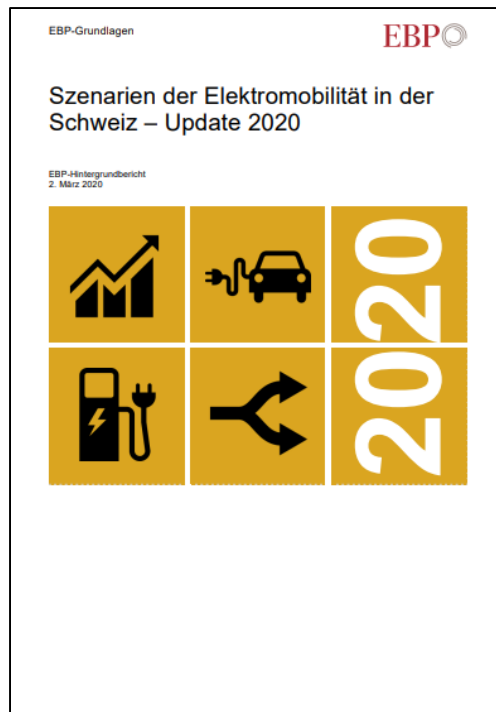 EBP-Grundlagen
EBP
Szenarien der Elektromobilität in der
Schweiz – Update 2020
EBP-Hintergrundbericht
2. März 2020
2020